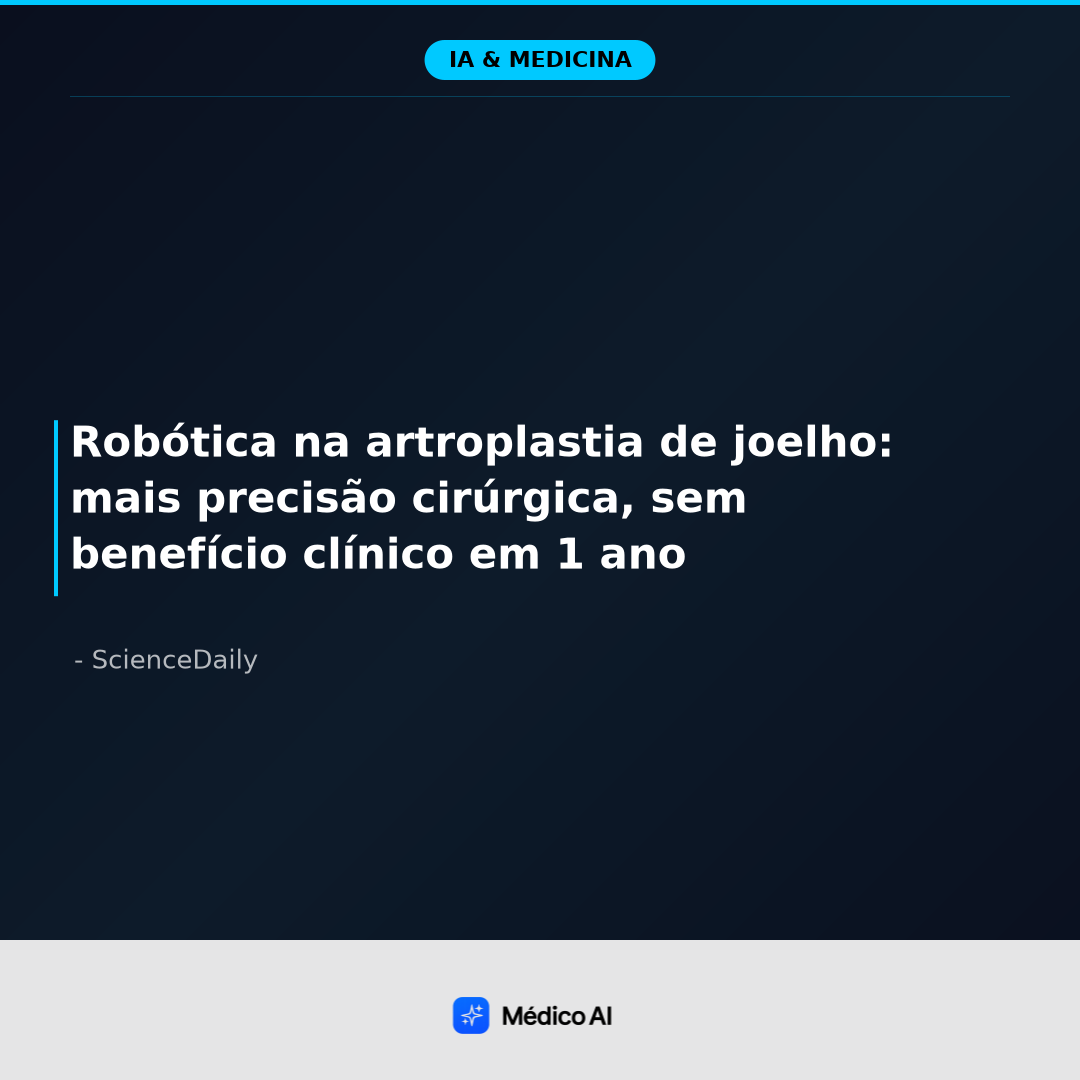 IA & MEDICINA
Robótica na artroplastia de joelho:
mais precisão cirúrgica, sem
benefício clínico em 1 ano
- ScienceDaily
Médico AI